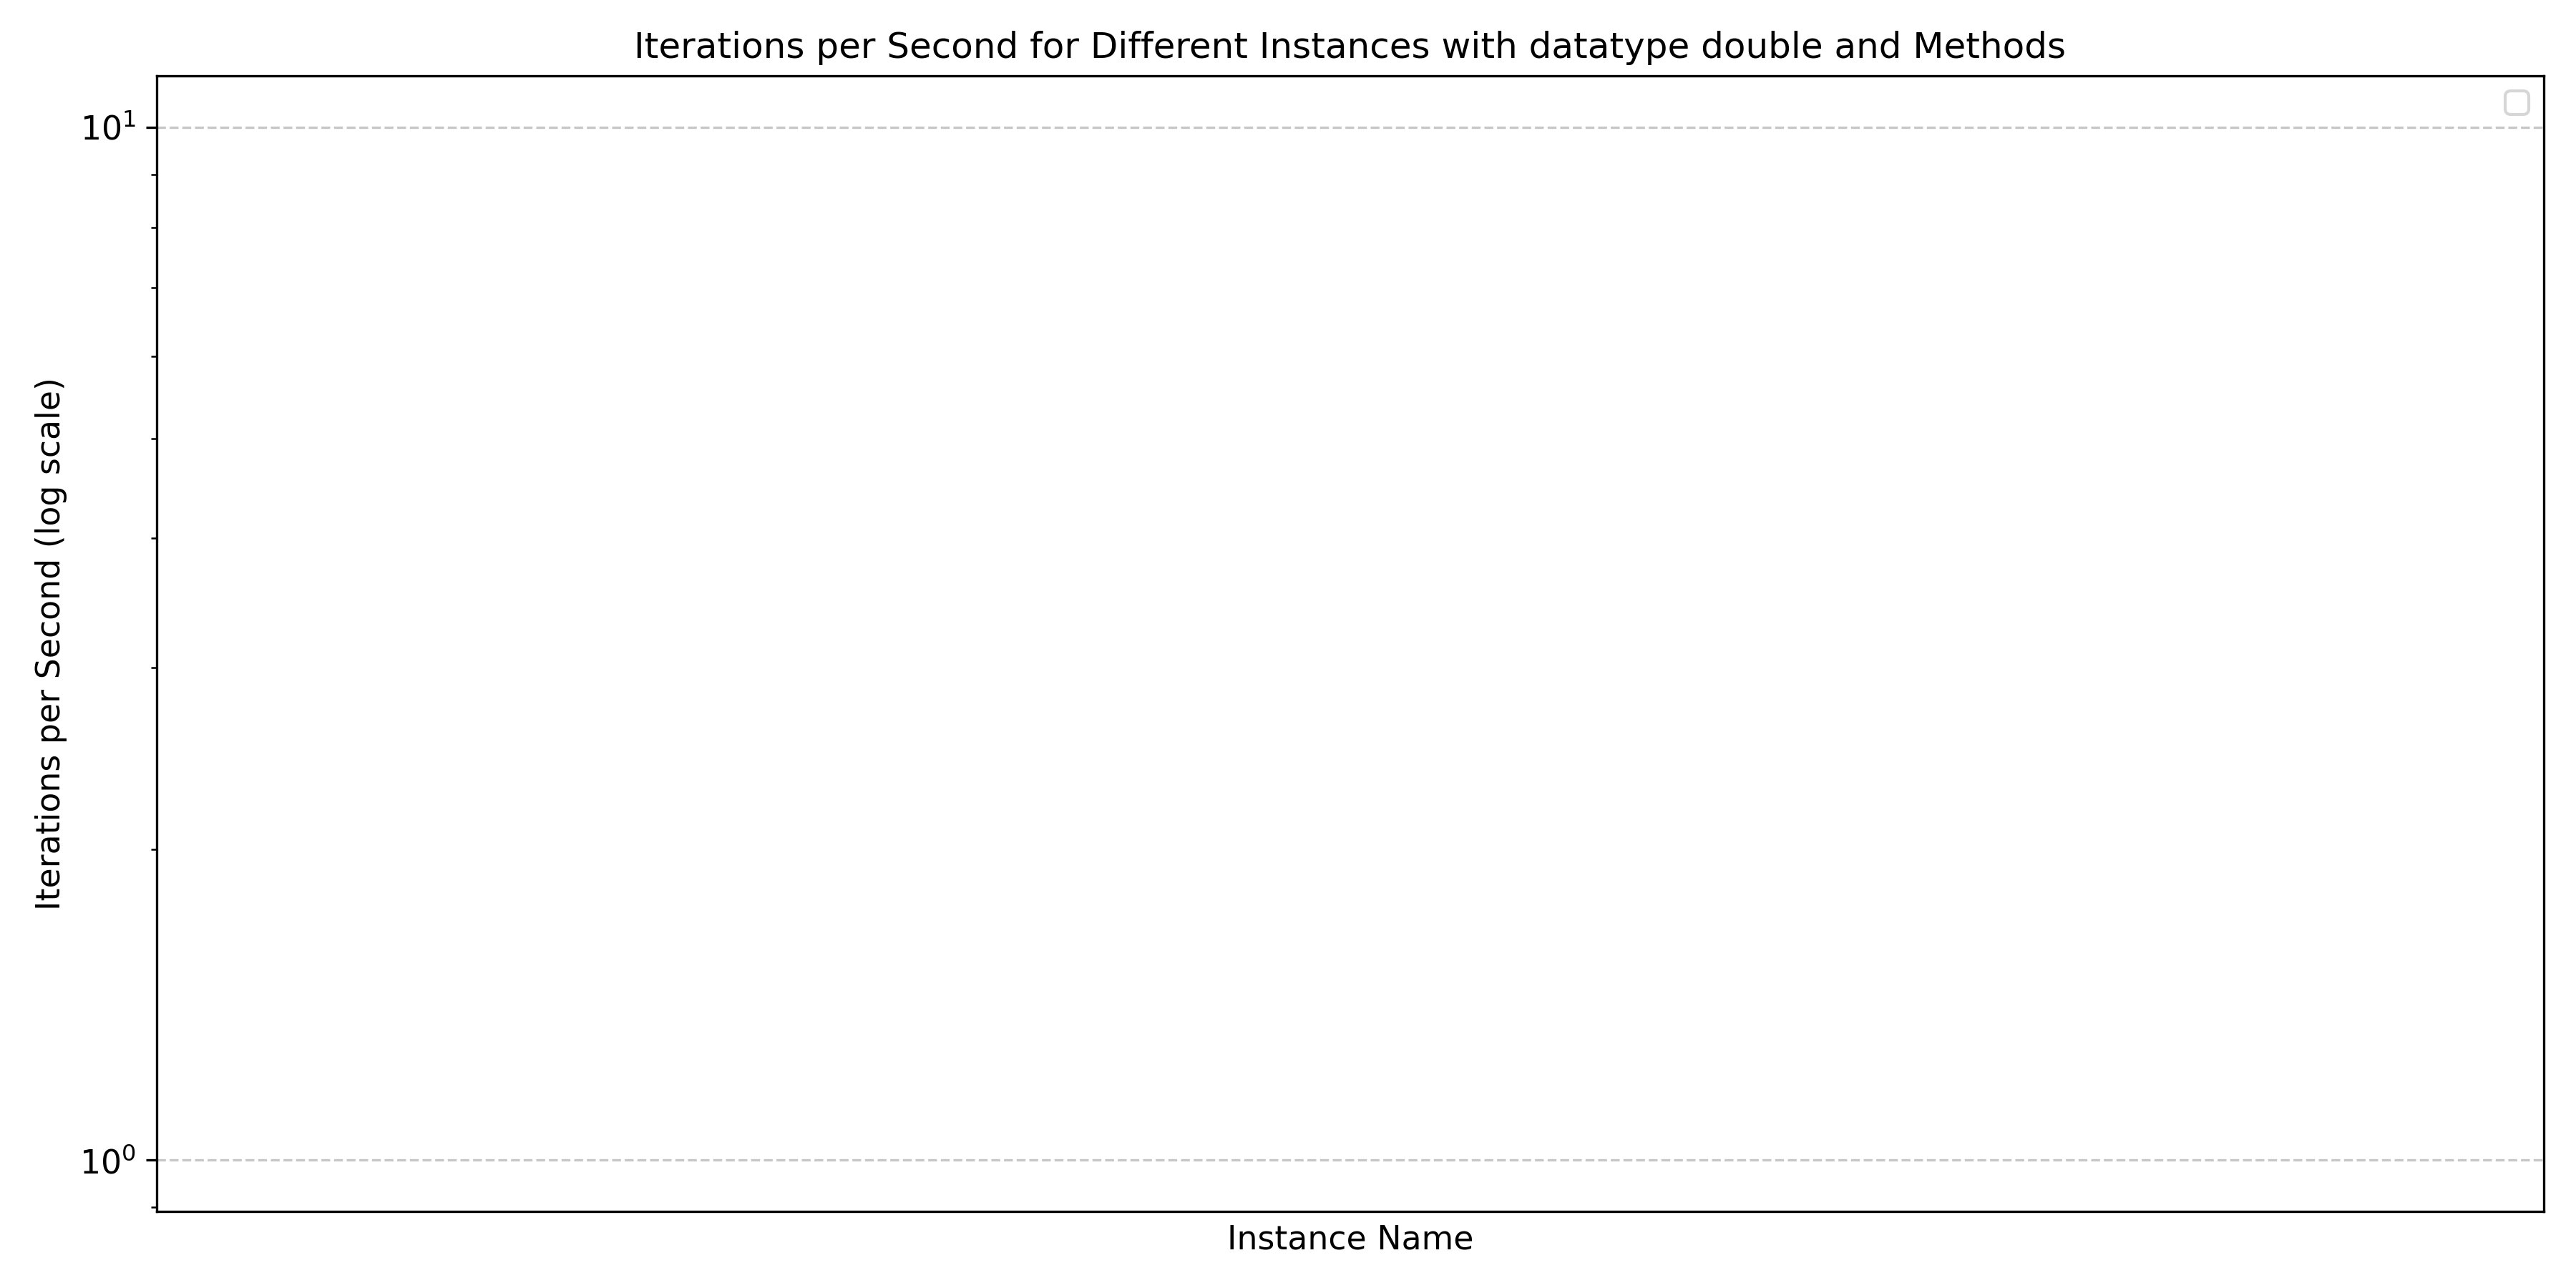 Iterations per Second for Different Instances with datatype double and Methods
10¹
Iterations per Second (log scale)
10⁰
Instance Name